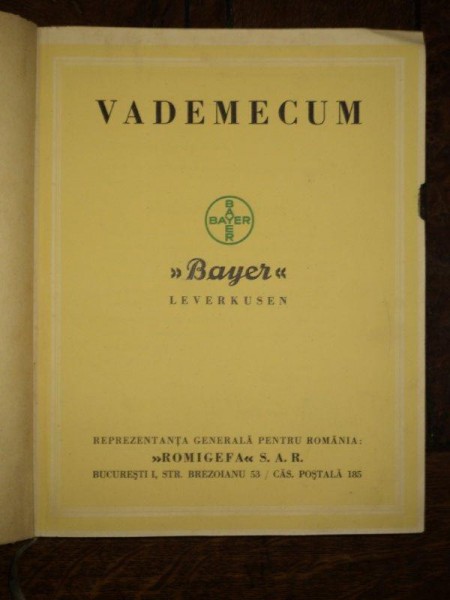 VADEMECUM
BAYER
BAYER
»Bayer«
LEVERKUSEN
REPREZENTANȚA GENERALĂ PENTRU ROMÂNIA:
»ROMIGEFA« S. A. R.
BUCUREȘTI I, STR. BREZOIANU 53 / CĂS. POȘTALĂ 185